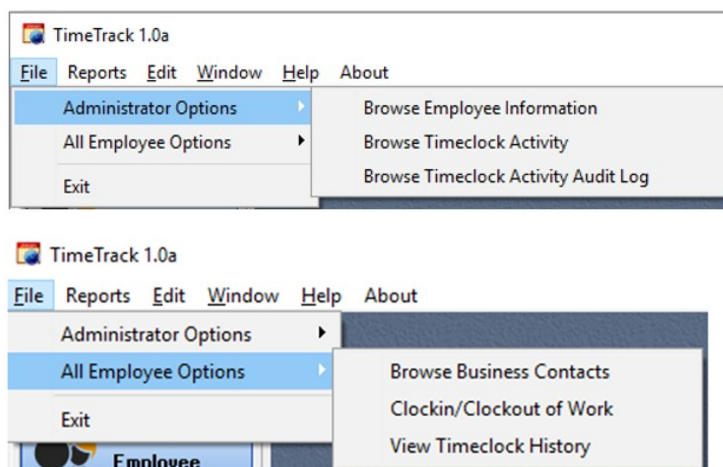 TimeTrack 1.0a
File Reports Edit Window Help About
Administrator Options Browse Employee Information
All Employee Options Browse Timeclock Activity
Browse Timeclock Activity Audit Log
Exit
TimeTrack 1.0a
File Reports Edit Window Help About
Administrator Options
All Employee Options Browse Business Contacts
Clockin/Clockout of Work
Exit
View Timeclock History
Employee